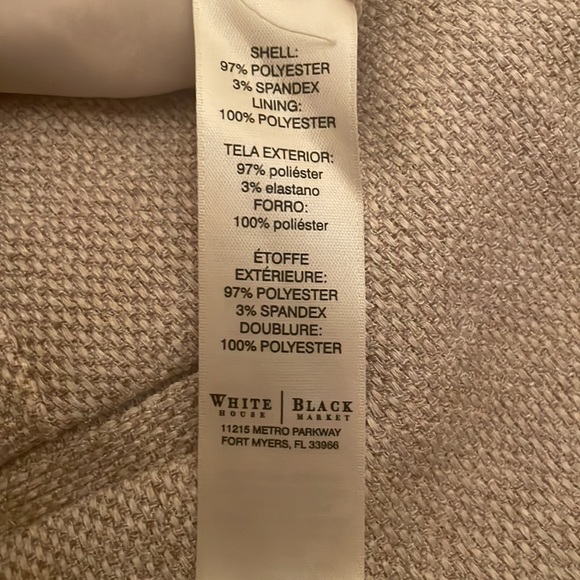 SHELL:
97% POLYESTER
3% SPANDEX
LINING:
100% POLYESTER
TELA EXTERIOR:
97% poliéster
3% elastano
FORRO:
100% poliéster
ÉTOFFE
EXTÉRIEURE:
97% POLYESTER
3% SPANDEX
DOUBLURE:
100% POLYESTER
WHITE | BLACK
HOUSE | MARKET
11215 METRO PARKWAY
FORT MYERS, FL 33966